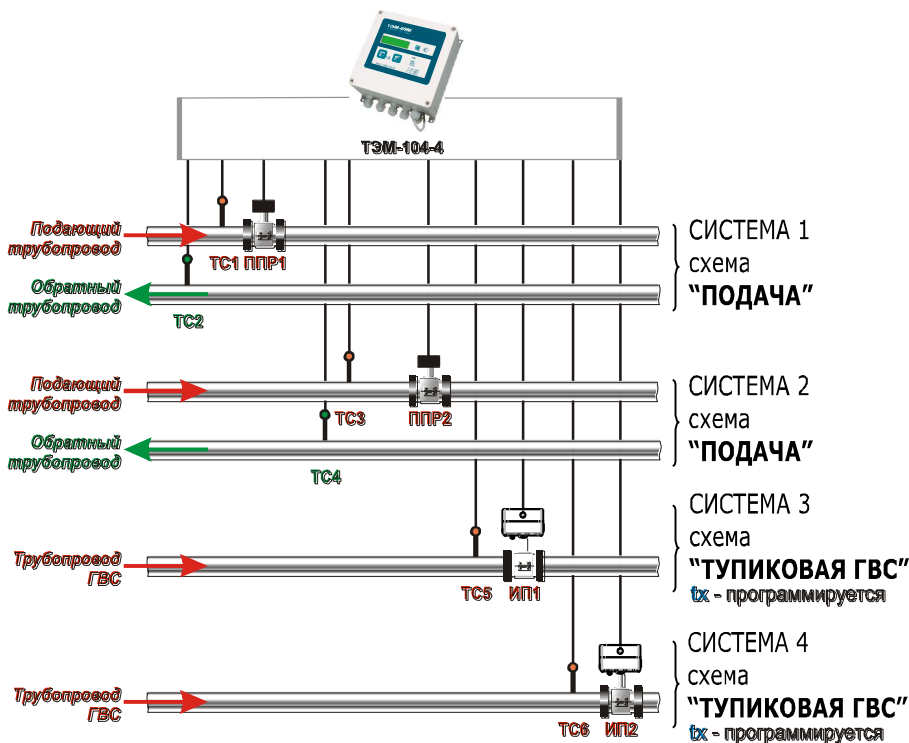 ТЭМ-05М
ТЭМ-104-4
Подающий
трубопровод
ТС1 ППР1
СИСТЕМА 1
схема
“ПОДАЧА”
Обратный
трубопровод
ТС2
Подающий
трубопровод
ТС3
ППР2
СИСТЕМА 2
схема
“ПОДАЧА”
Обратный
трубопровод
ТС4
Трубопровод
ГВС
ТС5
ИП1
СИСТЕМА 3
схема
“ТУПИКОВАЯ ГВС”
tx - программируется
Трубопровод
ГВС
ТС6
ИП2
СИСТЕМА 4
схема
“ТУПИКОВАЯ ГВС”
tx - программируется